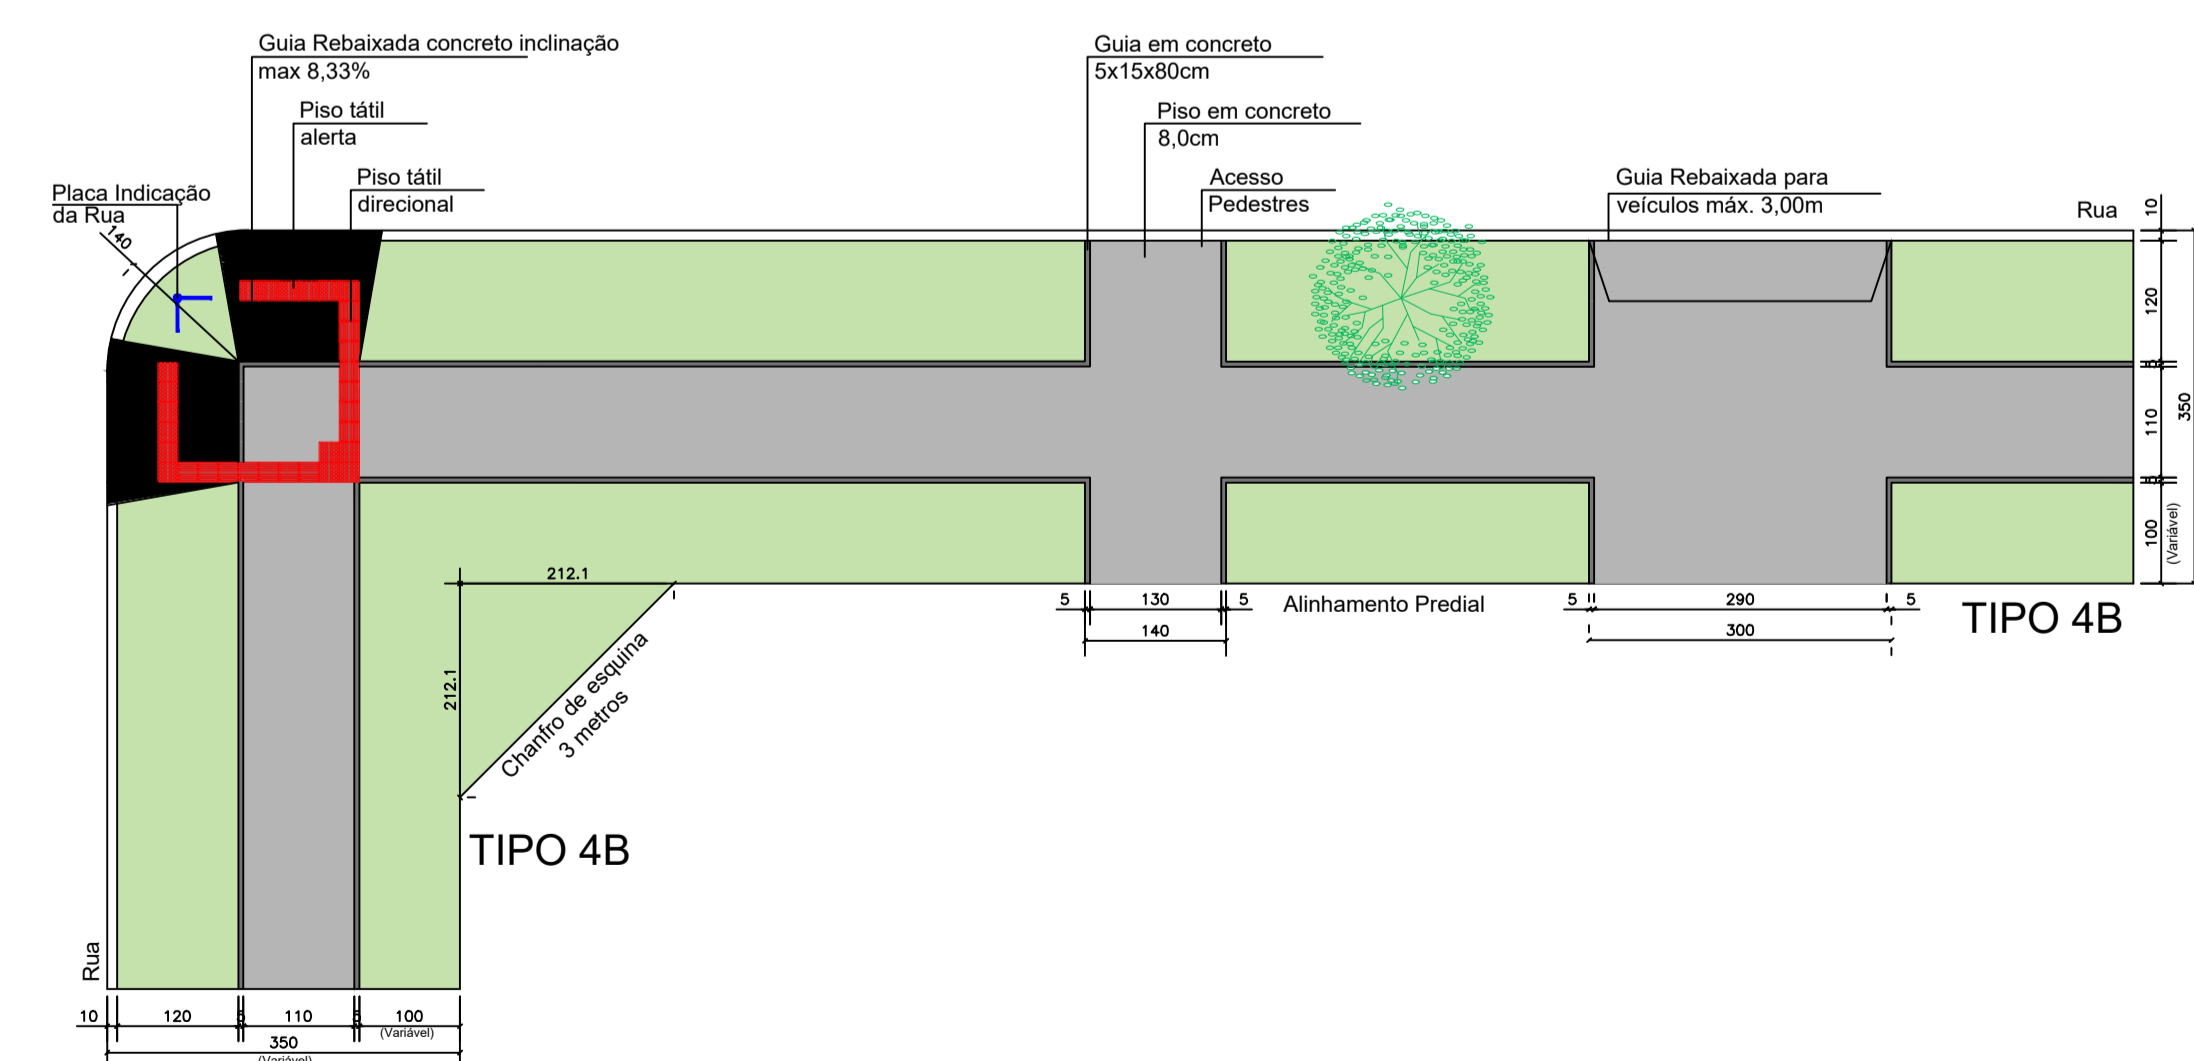 Guia Rebaixada concreto inclinação
max 8,33%
Guia em concreto
5x15x80cm
Piso tátil
alerta
Piso em concreto
8,0cm
Piso tátil
direcional
Acesso
Pedestres
Guia Rebaixada para
veículos máx. 3,00m
Placa Indicação
da Rua
140
Rua
10
120
5
110
5
100
(Variável)
350
212.1
212.1
Chanfro de esquina
3 metros
5
130
5
140
Alinhamento Predial
5
290
5
300
TIPO 4B
TIPO 4B
Rua
10
120
5
110
5
100
(Variável)
350
(Variável)